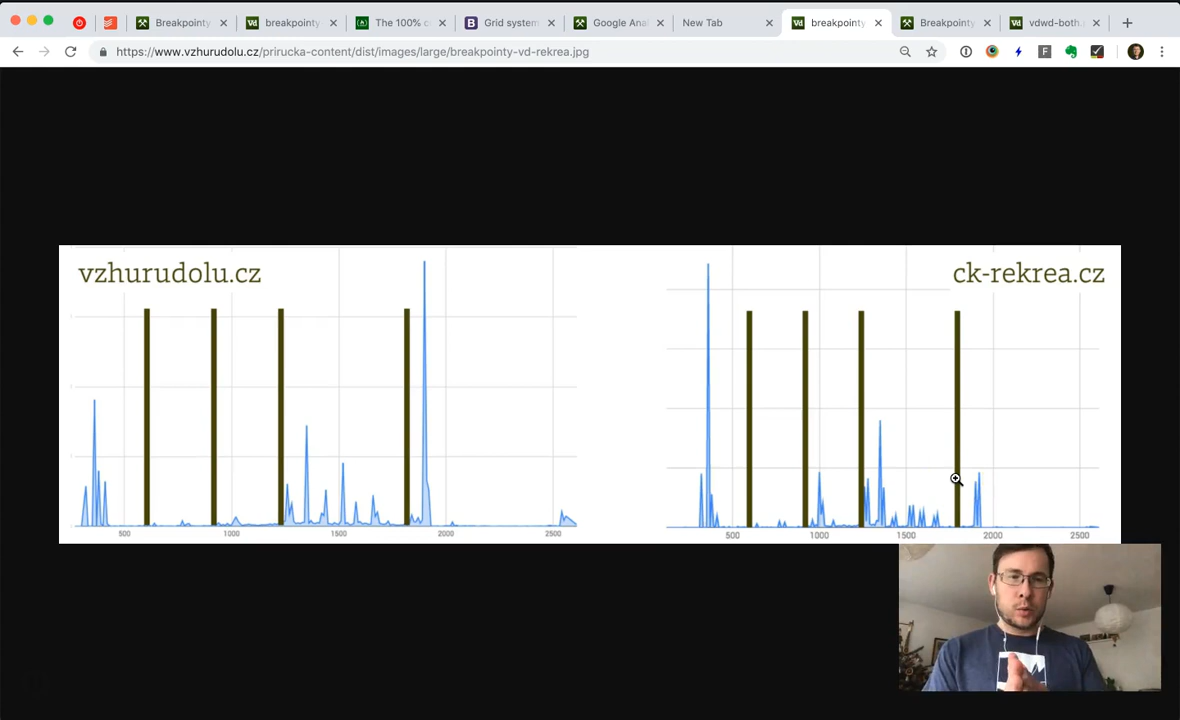 Breakpointy
breakpointy
The 100% c
Grid system
Google Ana
New Tab
breakpointy
Breakpointy
vdwd-both.
https://www.vzhurudolu.cz/prirucka-content/dist/images/large/breakpointy-vd-rekrea.jpg
vzhurudolu.cz
500
1000
1500
2000
2500
ck-rekrea.cz
500
1000
1500
2000
2500